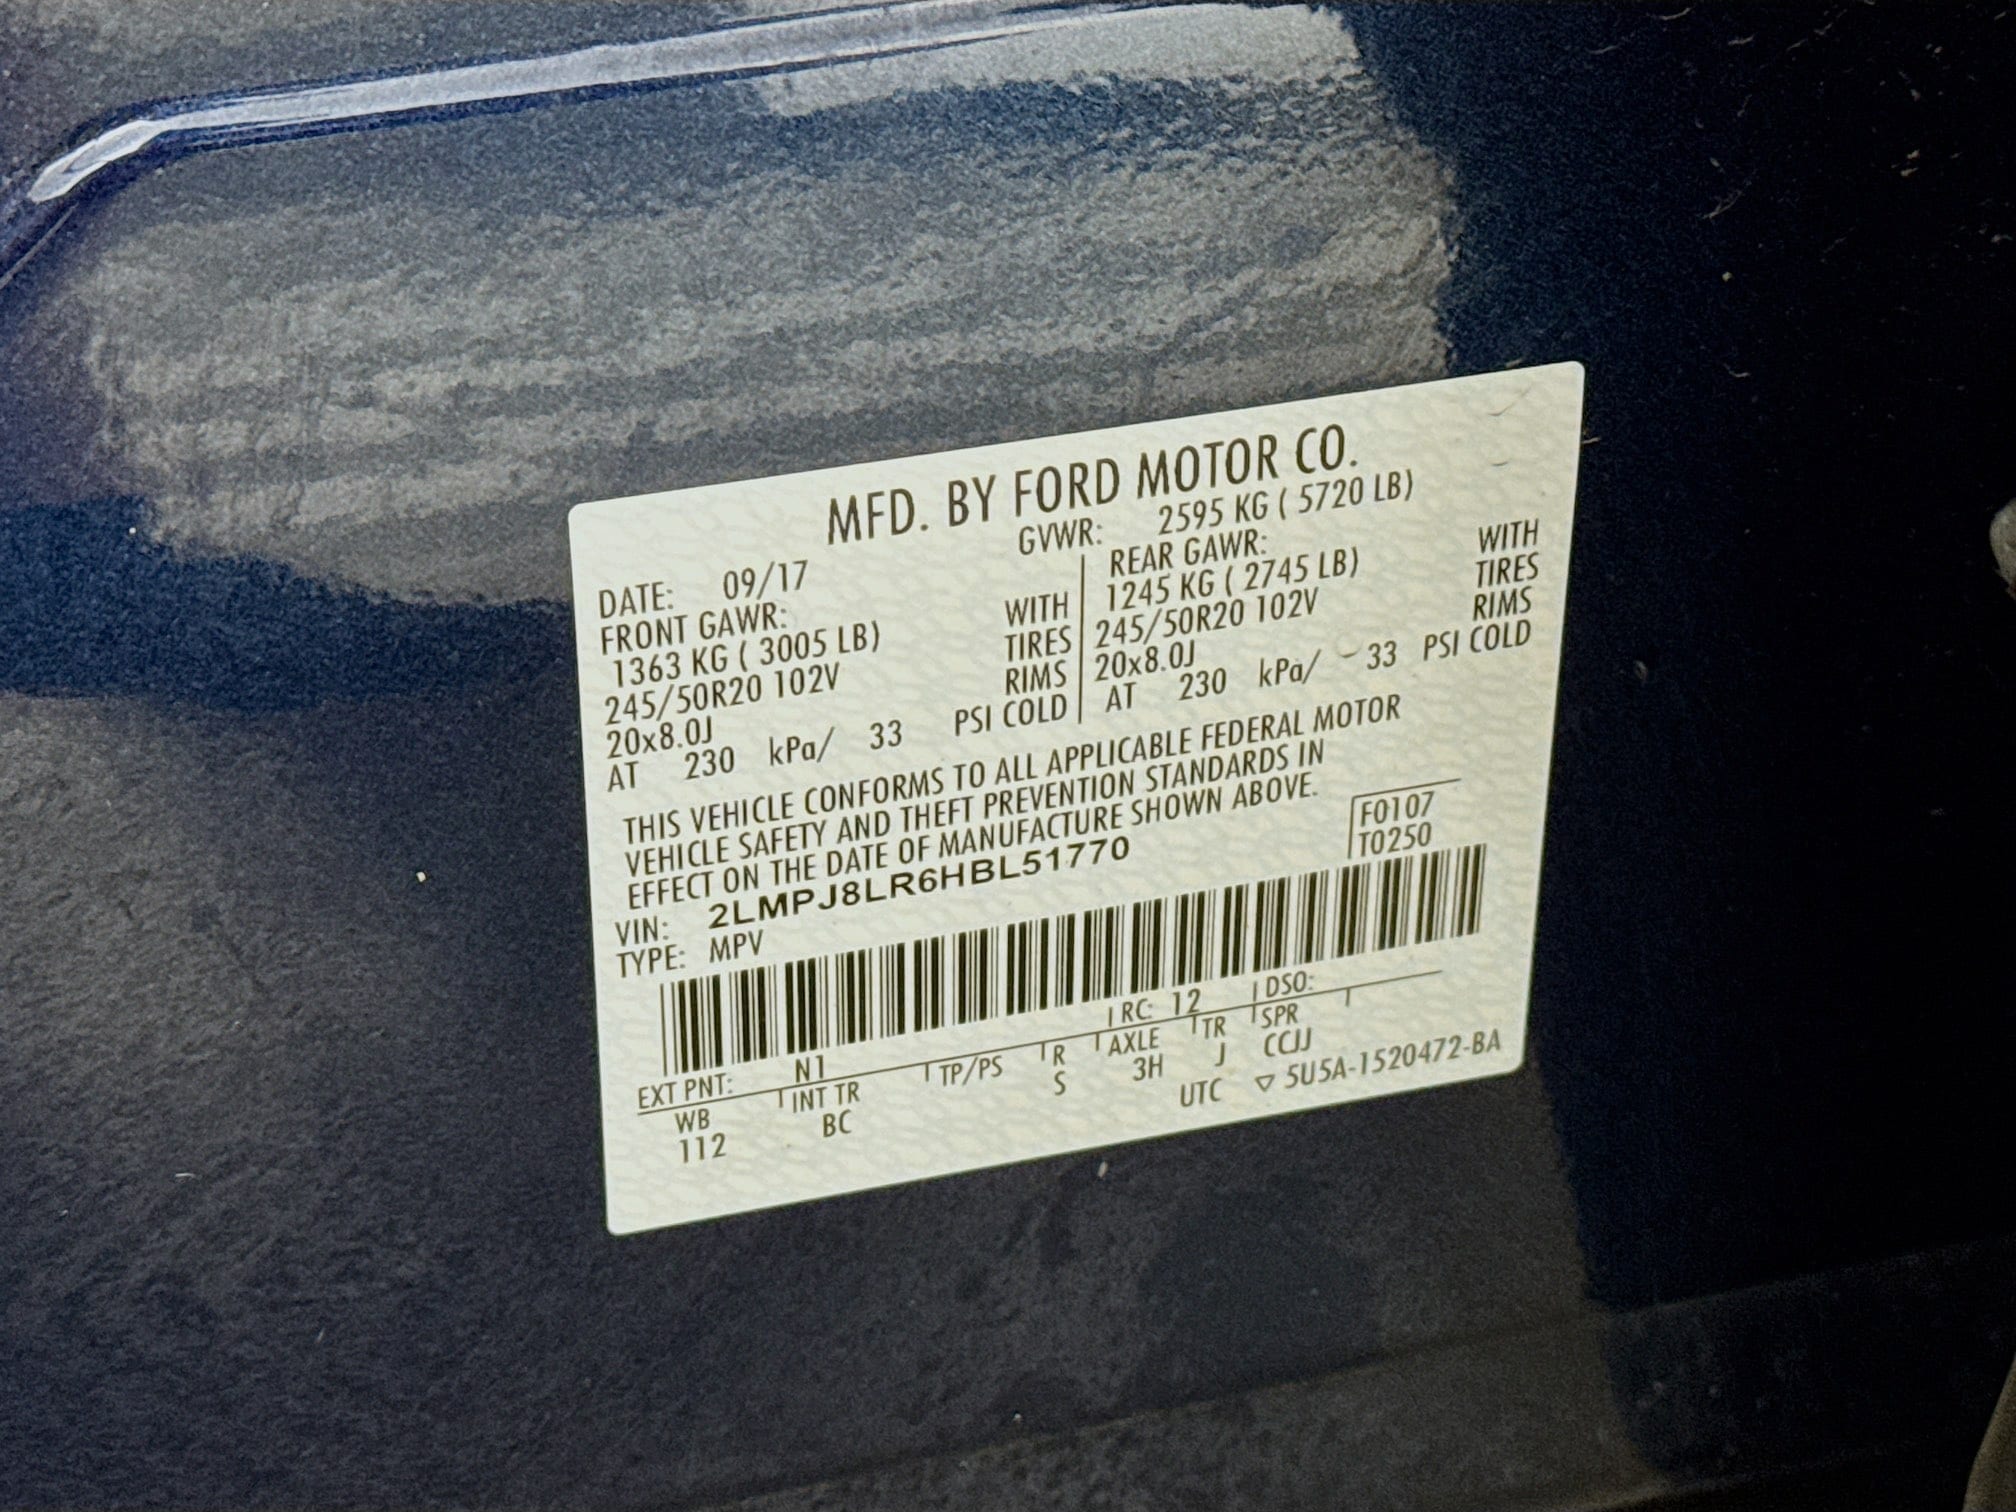 MFD. BY FORD MOTOR CO.
DATE: 09/17 GVWR: 2595 KG ( 5720 LB)
FRONT GAWR: REAR GAWR:
1363 KG ( 3005 LB) WITH 1245 KG ( 2745 LB) WITH
245/50R20 102V TIRES 245/50R20 102V TIRES
20x8.0J RIMS 20x8.0J RIMS
AT 230 kPa/ 33 PSI COLD AT 230 kPa/ 33 PSI COLD
THIS VEHICLE CONFORMS TO ALL APPLICABLE FEDERAL MOTOR
VEHICLE SAFETY AND THEFT PREVENTION STANDARDS IN
EFFECT ON THE DATE OF MANUFACTURE SHOWN ABOVE.
F0107
T0250
VIN: 2LMPJ8LR6HBL51770
TYPE: MPV
EXT PNT: N1 RC: 12 DSO:
WB INT TR TP/PS R AXLE TR SPR
112 BC S 3H J CCJJ
UTC ▽ 5U5A-1520472-BA